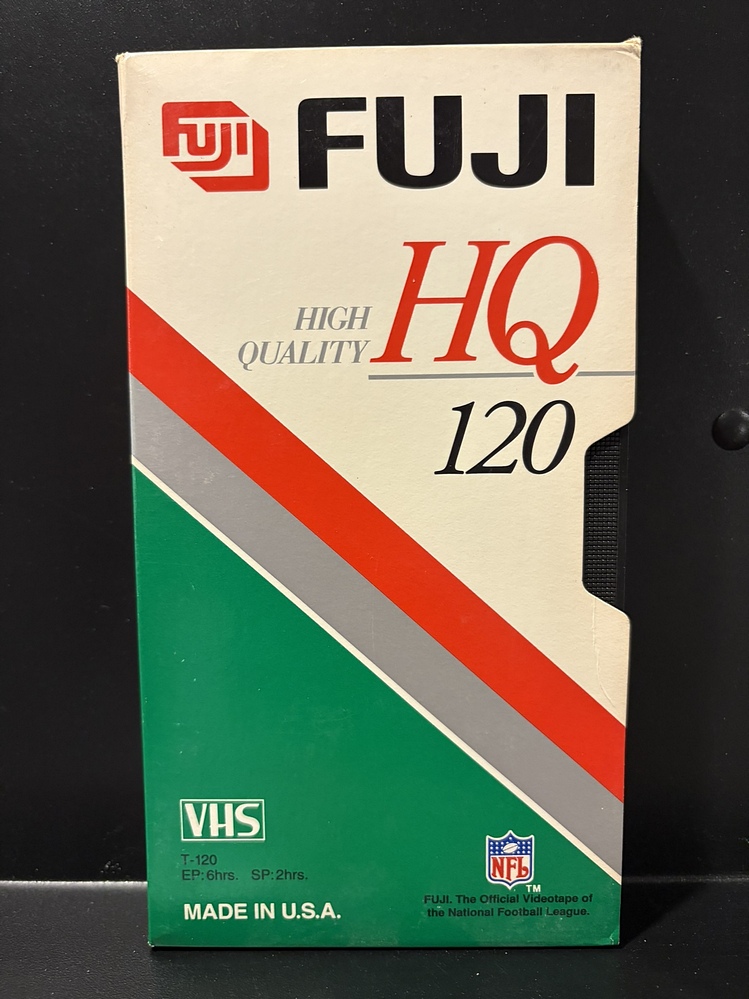 FUJI FUJI
HIGH
QUALITY HQ
120
VHS
T-120
EP:6hrs. SP:2hrs.
MADE IN U.S.A.
NFL
TM
FUJI. The Official Videotape of
the National Football League.